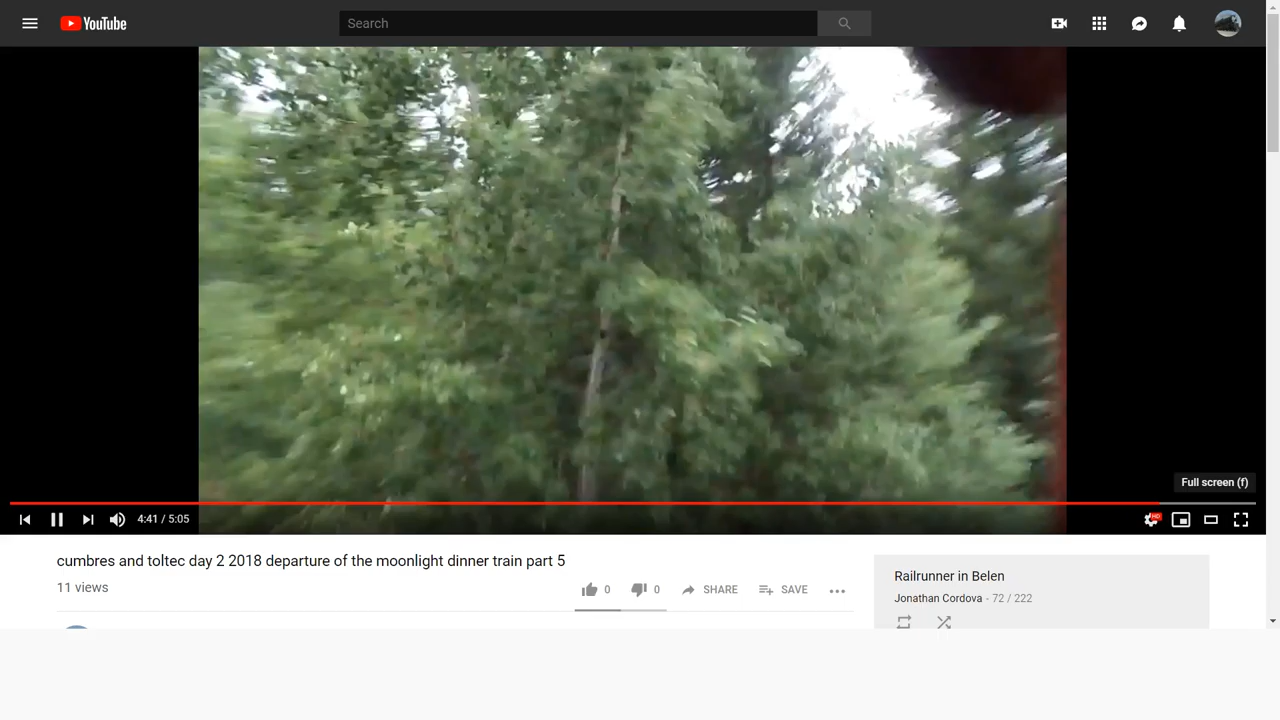 YouTube
Search
Full screen (f)
4:41 / 5:05
HD
cumbres and toltec day 2 2018 departure of the moonlight dinner train part 5
11 views
0
0
SHARE
SAVE
Railrunner in Belen
Jonathan Cordova - 72 / 222